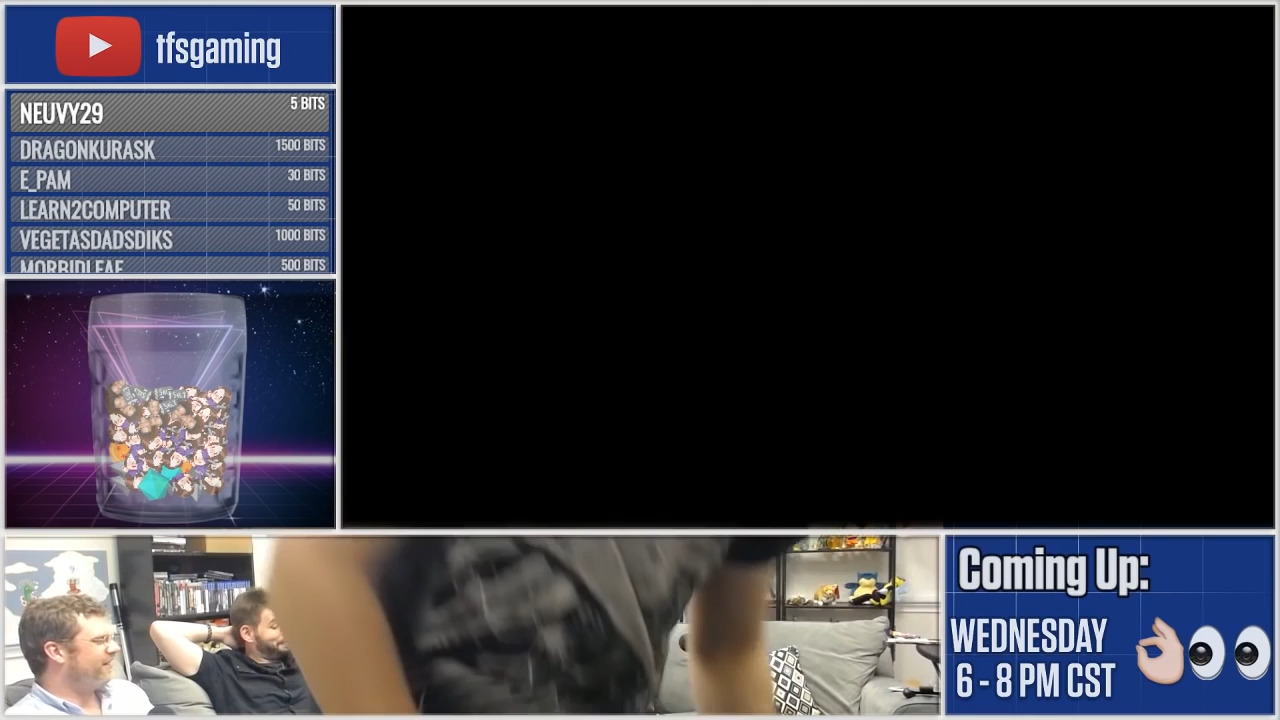 tfsgaming
NEUVY29 5 BITS
DRAGONKURASK 1500 BITS
E_PAM 30 BITS
LEARN2COMPUTER 50 BITS
VEGETASDADSDIKS 1000 BITS
MORBIDLEAF 500 BITS
Coming Up:
WEDNESDAY
6 - 8 PM CST